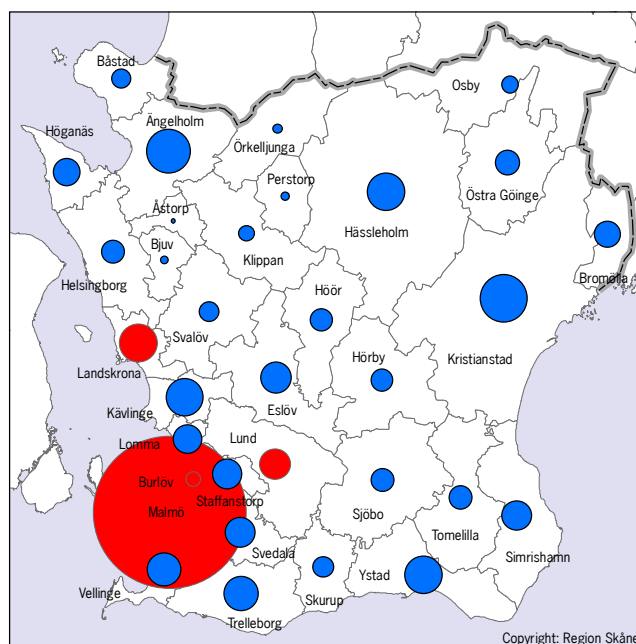 Båstad
Osby
Ängelholm
Höganäs
Örkelljunga
Perstorp
Östra Göinge
Åstorp
Hässleholm
Bjuv
Klippan
Helsingborg
Bromölla
Höör
Svalöv
Hörby
Kristianstad
Landskrona
Kävlinge
Eslöv
Lomma
Lund
Burlöv
Staffanstorp
Malmö
Sjöbo
Tomelilla
Svedala
Simrishamn
Vellinge
Skurup
Ystad
Trelleborg
Copyright: Region Skåne